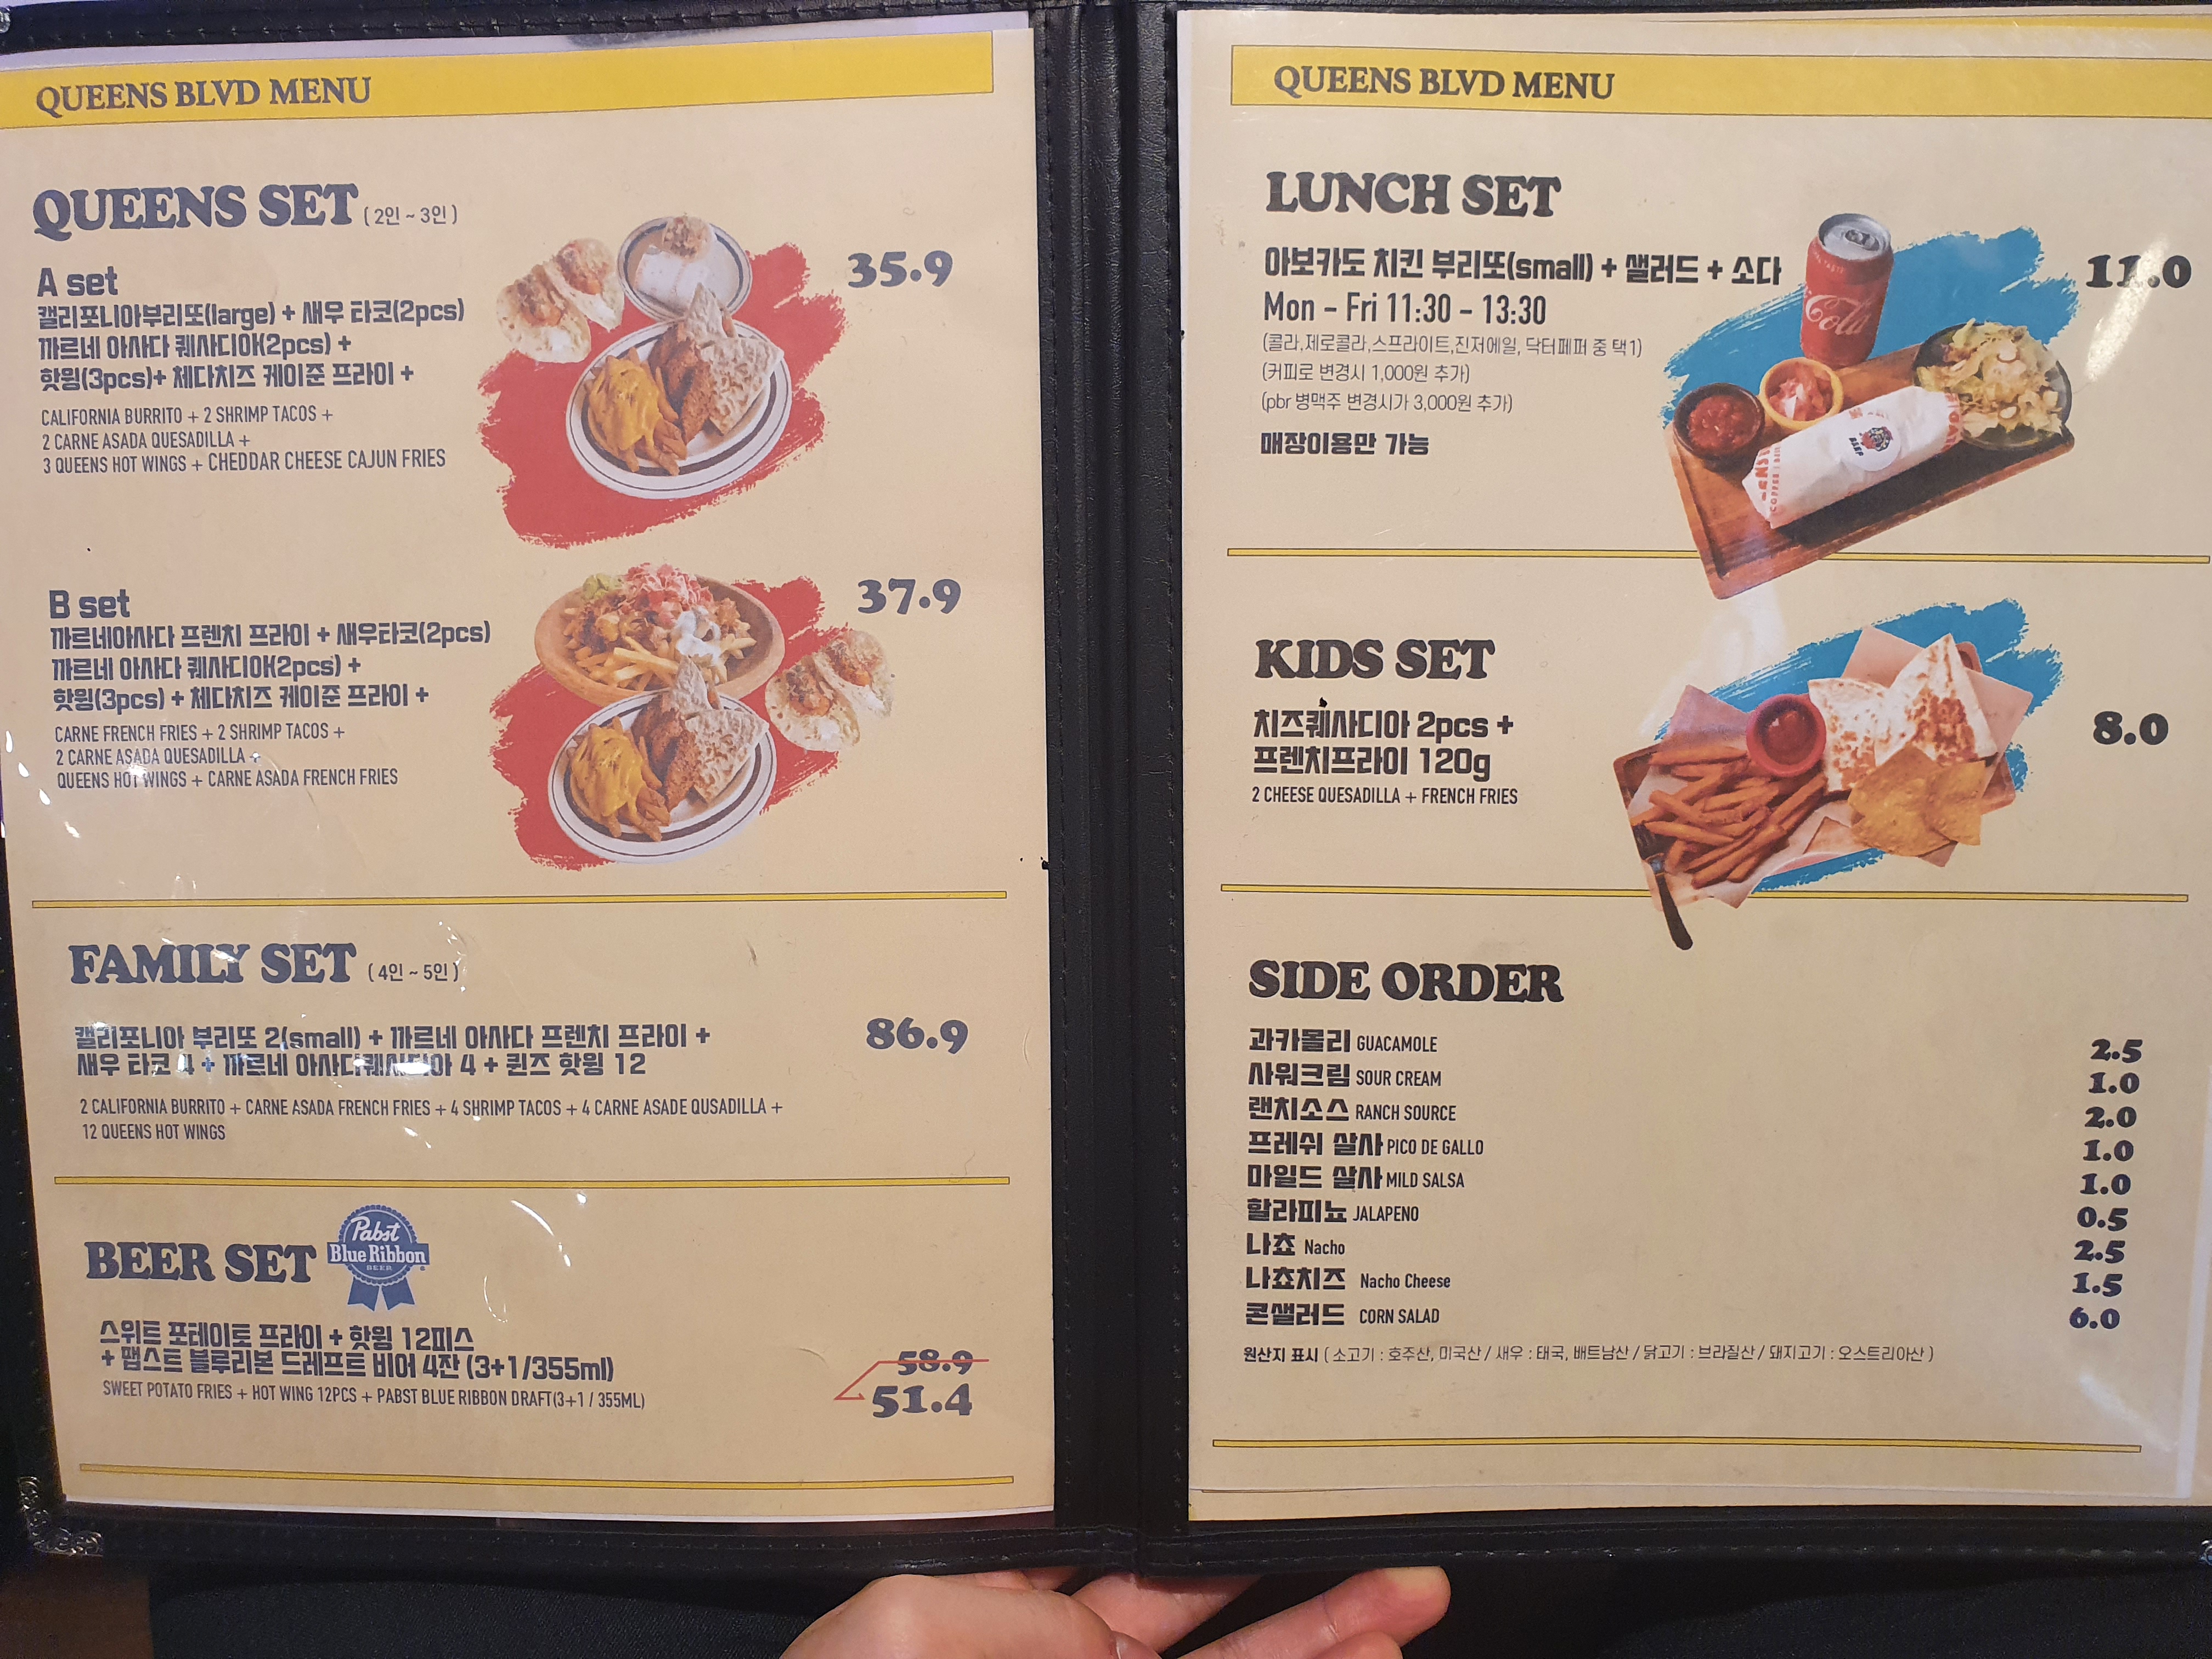 QUEENS BLVD MENU
QUEENS SET ( 2인 ~ 3인 )
A set
35.9
캘리포니아부리또(large) + 새우 타코(2pcs)
까르네 아사다 퀘사디아(2pcs) +
핫윙(3pcs)+ 체다치즈 케이준 프라이 +
CALIFORNIA BURRITO + 2 SHRIMP TACOS +
2 CARNE ASADA QUESADILLA +
3 QUEENS HOT WINGS + CHEDDAR CHEESE CAJUN FRIES
B set
37.9
까르네아사다 프렌치 프라이 + 새우타코(2pcs)
까르네 아사다 퀘사디아(2pcs) +
핫윙(3pcs) + 체다치즈 케이준 프라이 +
CARNE FRENCH FRIES + 2 SHRIMP TACOS +
2 CARNE ASADA QUESADILLA +
QUEENS HOT WINGS + CARNE ASADA FRENCH FRIES
FAMILY SET ( 4인 ~ 5인 )
캘리포니아 부리또 2(small) + 까르네 아사다 프렌치 프라이 +
86.9
새우 타코 4 + 까르네 아사다퀘사디아 4 + 퀸즈 핫윙 12
2 CALIFORNIA BURRITO + CARNE ASADA FRENCH FRIES + 4 SHRIMP TACOS + 4 CARNE ASADE QUSADILLA +
12 QUEENS HOT WINGS
BEER SET
Pabst
Blue Ribbon
BEER
스위트 포테이토 프라이 + 핫윙 12피스
+ 팹스트 블루리본 드레프트 비어 4잔 (3+1/355ml)
58.9
SWEET POTATO FRIES + HOT WING 12PCS + PABST BLUE RIBBON DRAFT(3+1 / 355ML)
51.4
QUEENS BLVD MENU
LUNCH SET
아보카도 치킨 부리또(small) + 샐러드 + 소다
11.0
Mon - Fri 11:30 - 13:30
(콜라,제로콜라,스프라이트,진저에일, 닥터페퍼 중 택1)
(커피로 변경시 1,000원 추가)
(pbr 병맥주 변경시가 3,000원 추가)
매장이용만 가능
KIDS SET
치즈퀘사디아 2pcs +
8.0
프렌치프라이 120g
2 CHEESE QUESADILLA + FRENCH FRIES
SIDE ORDER
과카몰리 GUACAMOLE 2.5
사워크림 SOUR CREAM 1.0
랜치소스 RANCH SOURCE 2.0
프레쉬 살사 PICO DE GALLO 1.0
마일드 살사 MILD SALSA 1.0
할라피뇨 JALAPENO 0.5
나쵸 Nacho 2.5
나쵸치즈 Nacho Cheese 1.5
콘샐러드 CORN SALAD 6.0
원산지 표시 ( 소고기 : 호주산, 미국산 / 새우 : 태국, 배트남산 / 닭고기 : 브라질산 / 돼지고기 : 오스트리아산 )